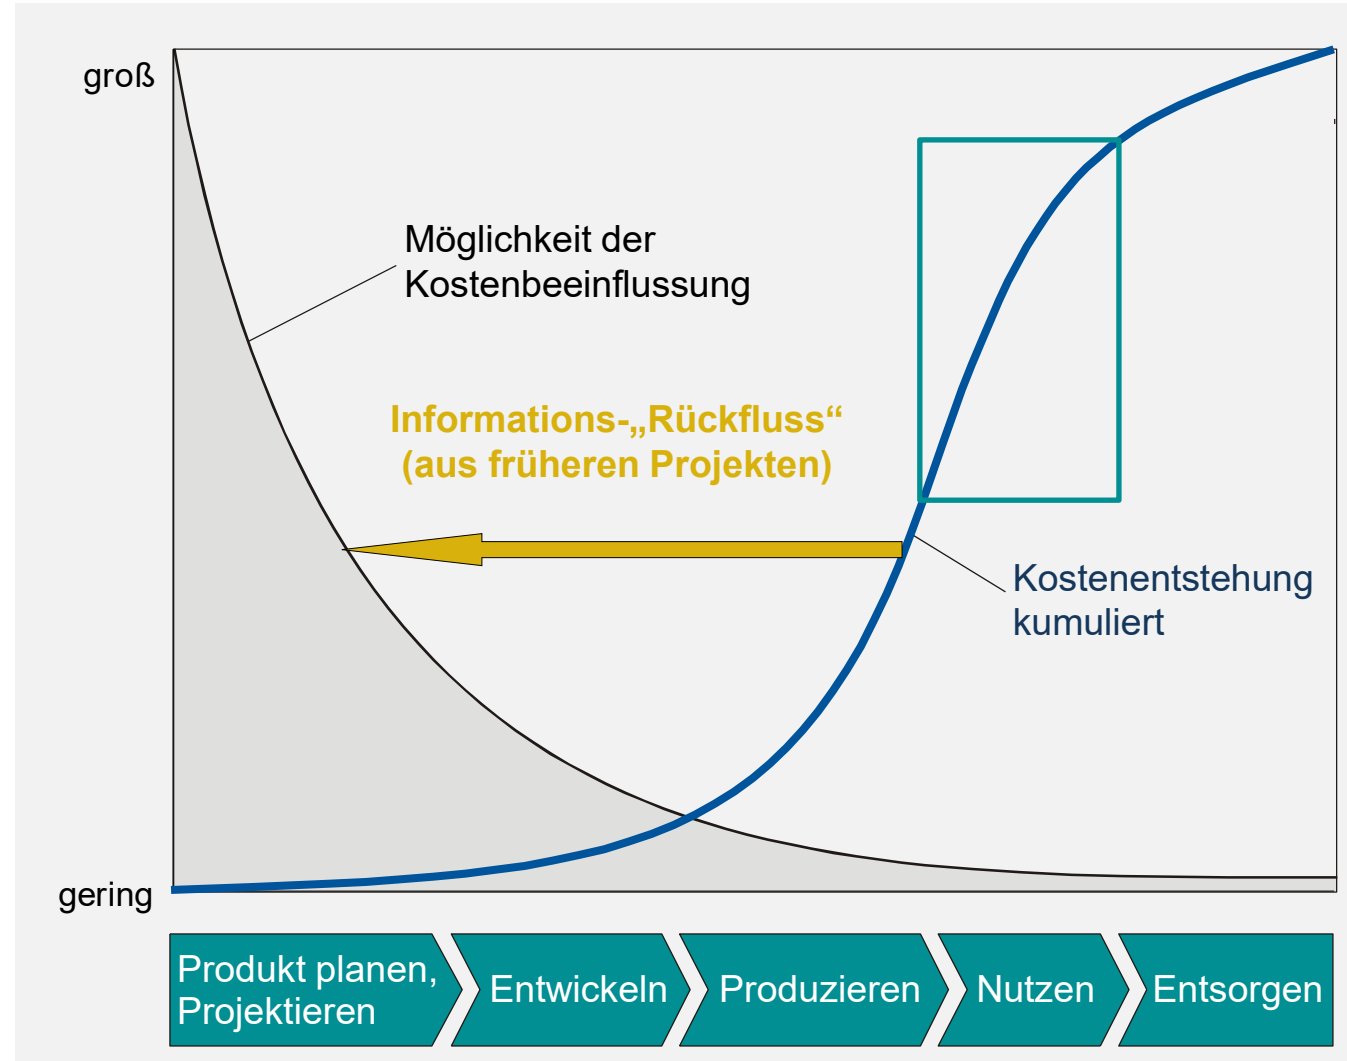 groß
Möglichkeit der
Kostenbeeinflussung
Informations-„Rückfluss“
(aus früheren Projekten)
Kostenentstehung
kumuliert
gering
Produkt planen,
Projektieren
Entwickeln
Produzieren
Nutzen
Entsorgen